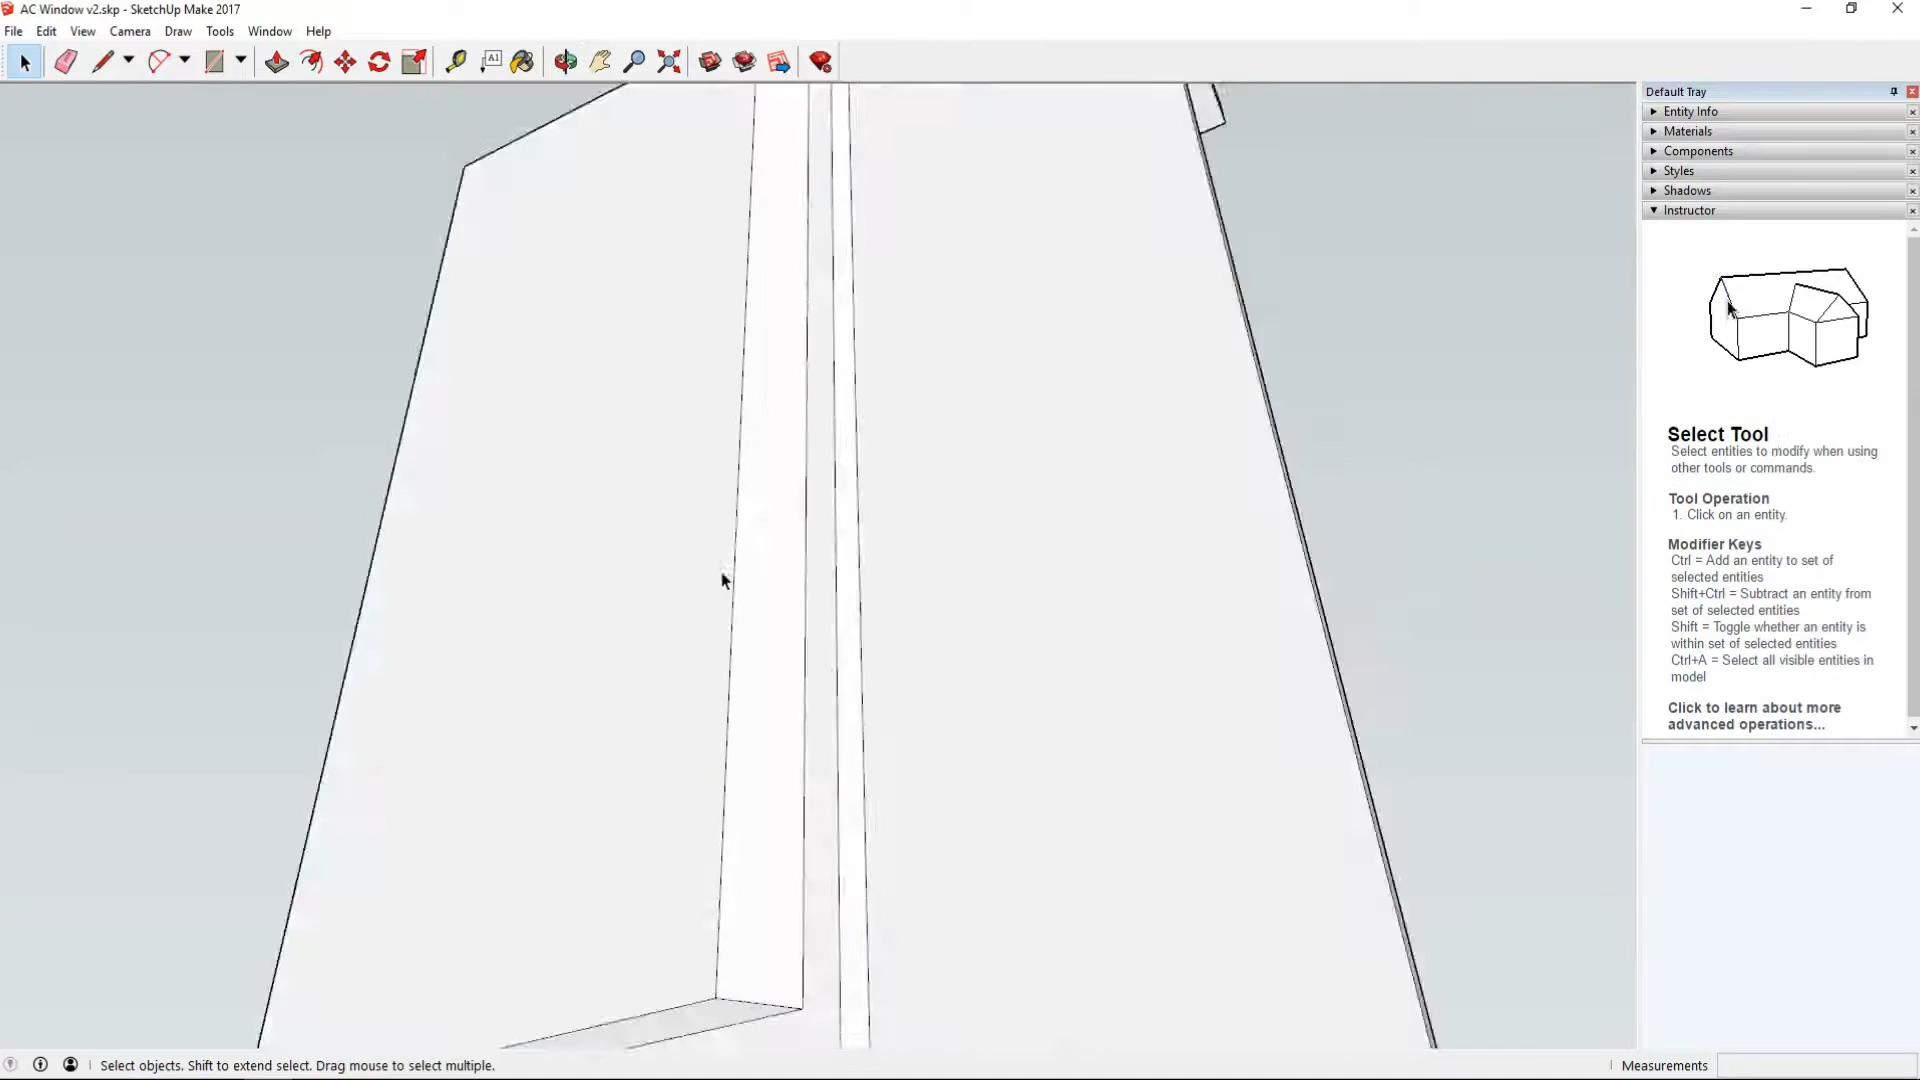 AC Window v2.skp - SketchUp Make 2017
File Edit View Camera Draw Tools Window Help
A1
Default Tray
Entity Info
Materials
Components
Styles
Shadows
Instructor
Select Tool
Select entities to modify when using
other tools or commands.
Tool Operation
1. Click on an entity.
Modifier Keys
Ctrl = Add an entity to set of
selected entities
Shift+Ctrl = Subtract an entity from
set of selected entities
Shift = Toggle whether an entity is
within set of selected entities
Ctrl+A = Select all visible entities in
model
Click to learn about more
advanced operations...
Select objects. Shift to extend select. Drag mouse to select multiple.
Measurements